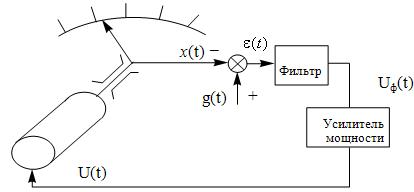 x(t) −
ε(t)
g(t)
+
Фильтр
Uф(t)
Усилитель
мощности
U(t)